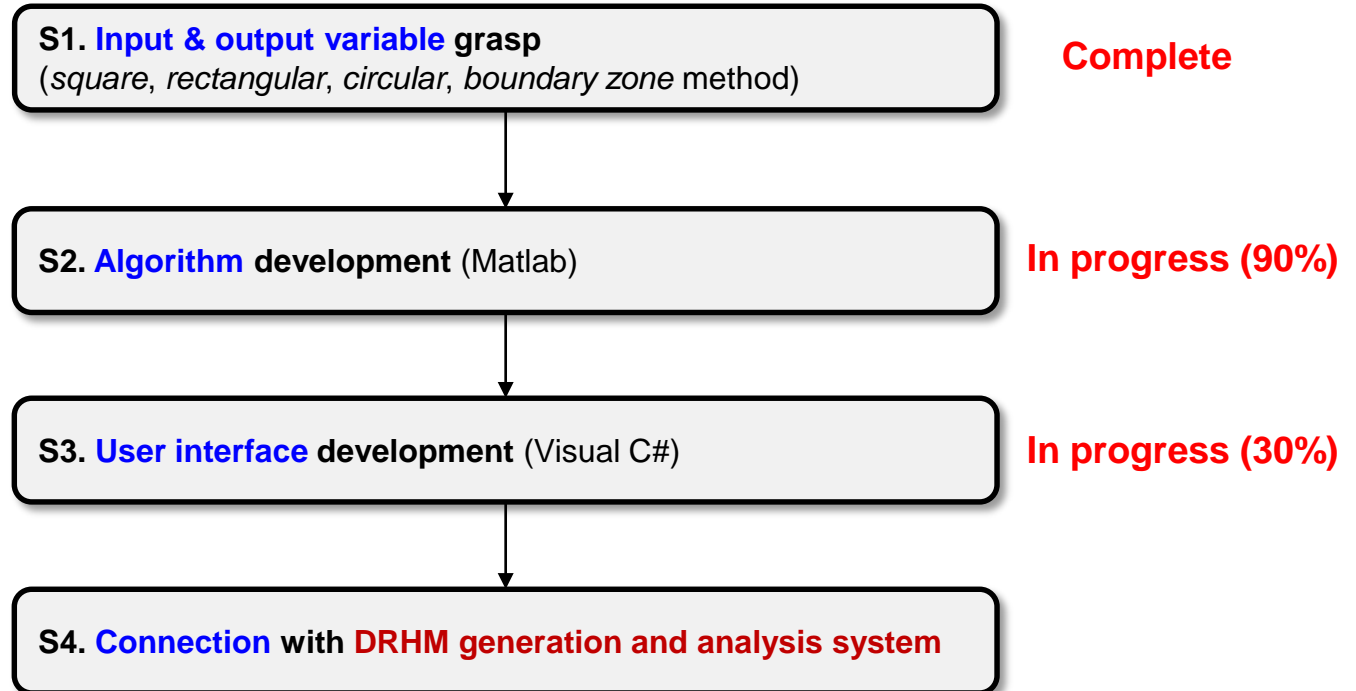 S1. Input & output variable grasp
(square, rectangular, circular, boundary zone method)
Complete
S2. Algorithm development (Matlab)
In progress (90%)
S3. User interface development (Visual C#)
In progress (30%)
S4. Connection with DRHM generation and analysis system